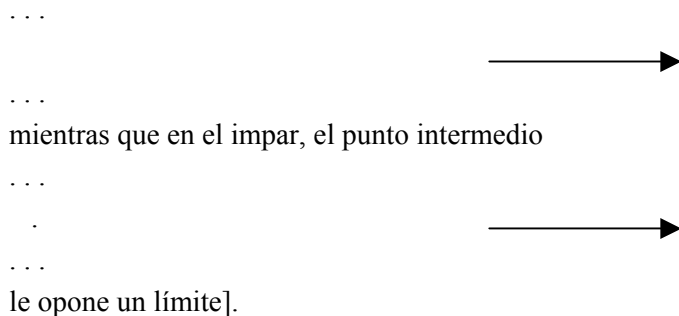 . . .
. . .
mientras que en el impar, el punto intermedio
. . .
.
. . .
le opone un límite].